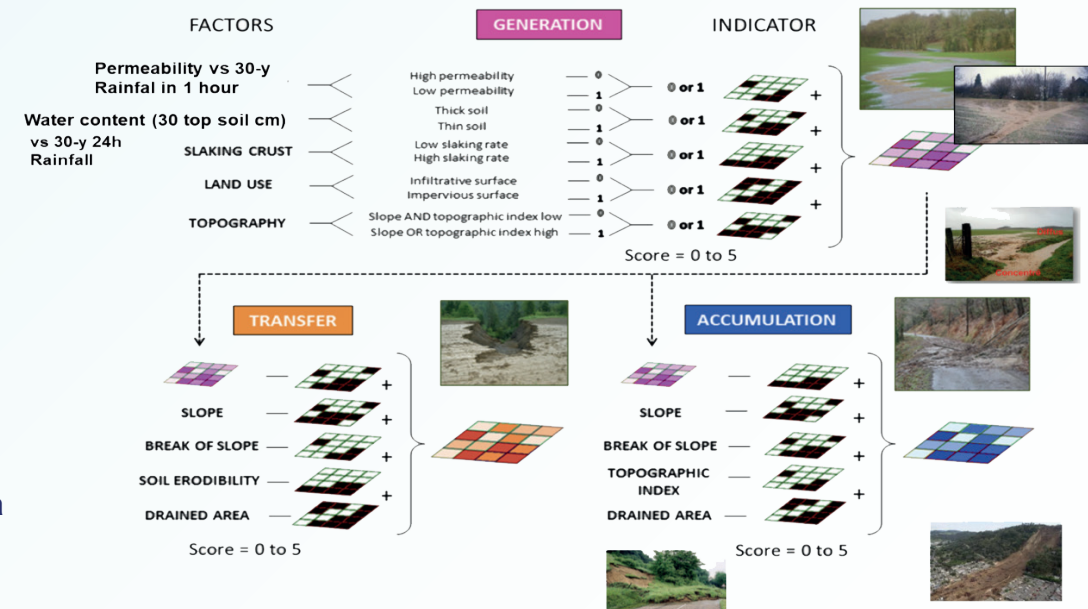 FACTORS
GENERATION
INDICATOR
Permeability vs 30-y
Rainfal in 1 hour
High permeability
0
Low permeability
1
0 or 1
+
Water content (30 top soil cm)
vs 30-y 24h
Rainfall
Thick soil
0
Thin soil
1
0 or 1
+
SLAKING CRUST
Low slaking rate
0
High slaking rate
1
0 or 1
+
LAND USE
Infiltrative surface
0
Impervious surface
1
0 or 1
+
TOPOGRAPHY
Slope AND topographic index low
0
Slope OR topographic index high
1
0 or 1
Score = 0 to 5
TRANSFER
+
SLOPE
+
BREAK OF SLOPE
+
SOIL ERODIBILITY
+
DRAINED AREA
Score = 0 to 5
ACCUMULATION
+
SLOPE
+
BREAK OF SLOPE
+
TOPOGRAPHIC
INDEX
+
DRAINED AREA
Score = 0 to 5